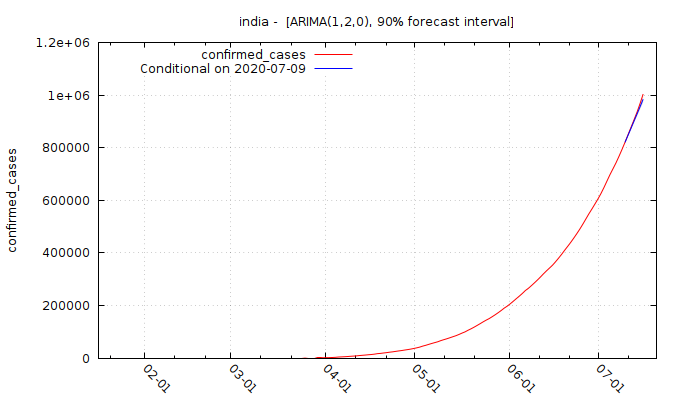 india -  [ARIMA(1,2,0), 90% forecast interval]
confirmed_cases
Conditional on 2020-07-09
1.2e+06
1e+06
800000
600000
400000
200000
0
confirmed_cases
02-01
03-01
04-01
05-01
06-01
07-01